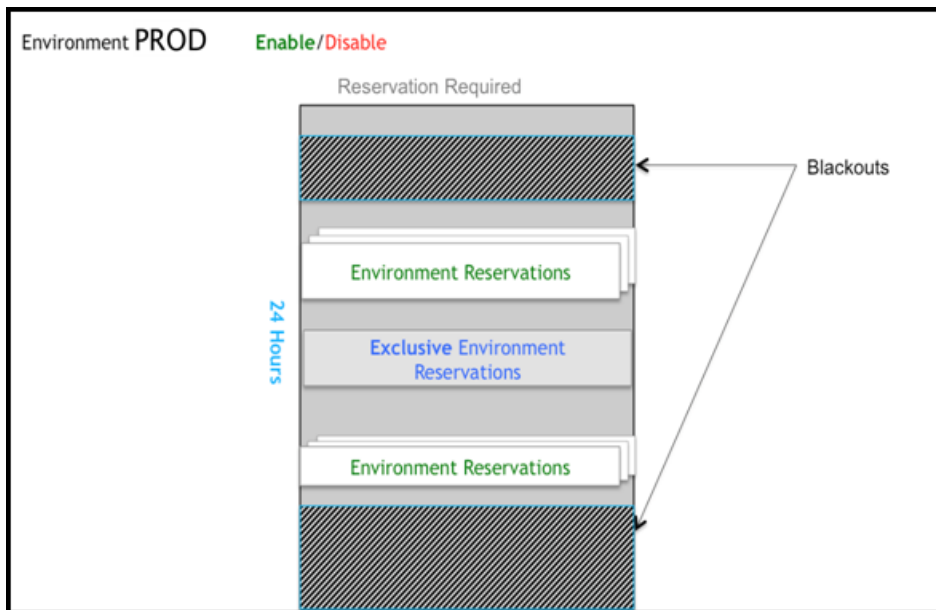 Environment PROD Enable/Disable
Reservation Required
Blackouts
Environment Reservations
24 Hours
Exclusive Environment
Reservations
Environment Reservations